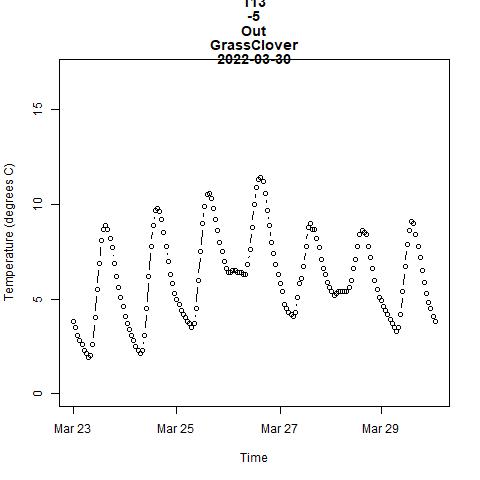 T13
-5
Out
GrassClover
2022-03-30
Temperature (degrees C)
15
10
5
0
Mar 23
Mar 25
Mar 27
Mar 29
Time